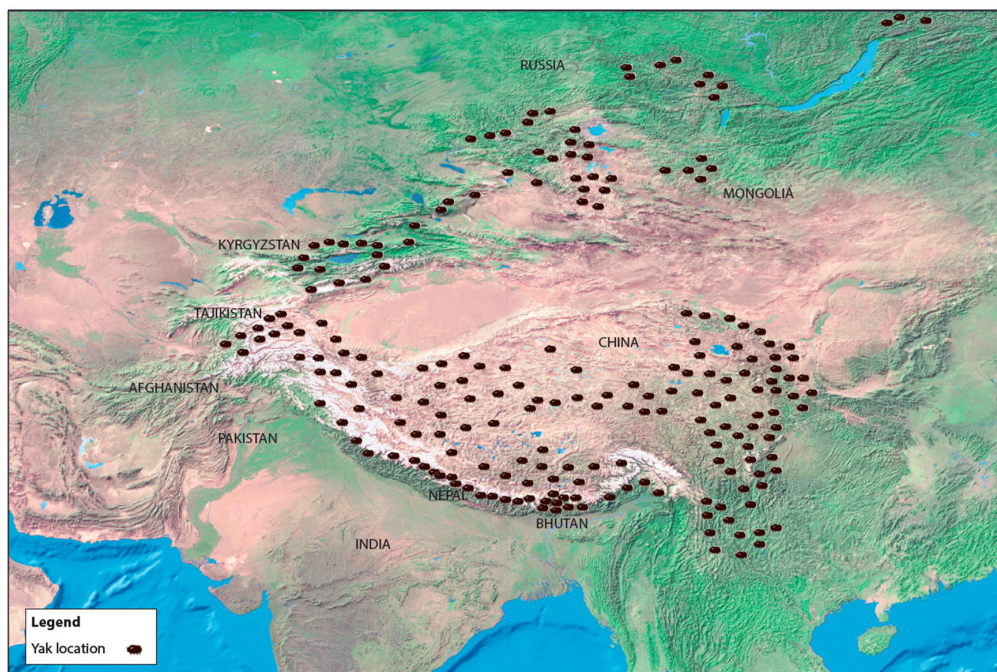 RUSSIA
MONGOLIA
KYRGYZSTAN
TAJIKISTAN
CHINA
AFGHANISTAN
PAKISTAN
NEPAL
BHUTAN
INDIA
Legend
Yak location